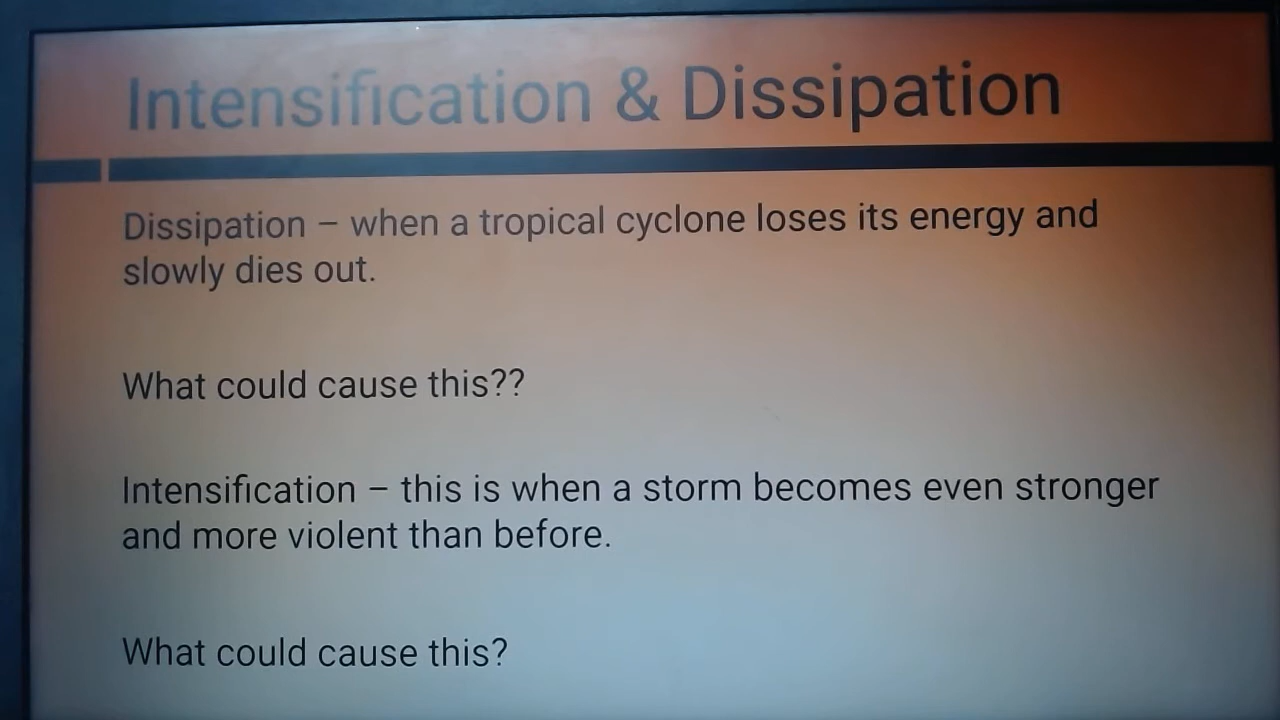 Intensification & Dissipation
Dissipation – when a tropical cyclone loses its energy and
slowly dies out.
What could cause this??
Intensification – this is when a storm becomes even stronger
and more violent than before.
What could cause this?